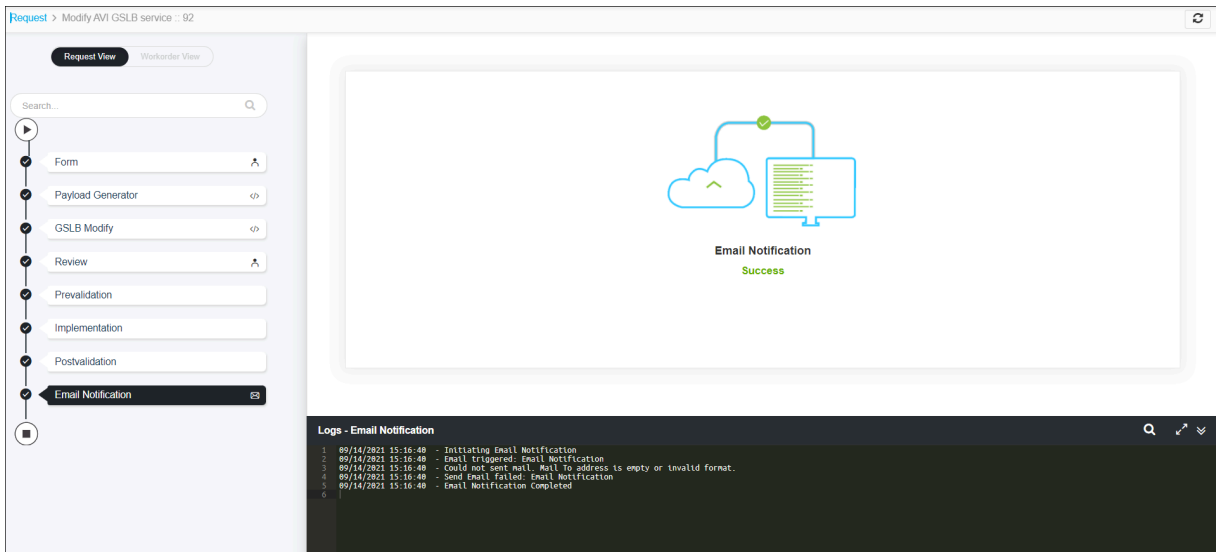 Request > Modify AVI GSLB service :: 92
Request View Workorder View
Search...
Form
Payload Generator
</>
GSLB Modify
</>
Review
Prevalidation
Implementation
Postvalidation
Email Notification
Email Notification
Success
Logs - Email Notification
1 09/14/2021 15:16:40 - Initiating Email Notification
2 09/14/2021 15:16:40 - Email triggered: Email Notification
3 09/14/2021 15:16:40 - Could not sent mail. Mail To address is empty or invalid format.
4 09/14/2021 15:16:40 - Send Email failed: Email Notification
5 09/14/2021 15:16:40 - Email Notification Completed
6